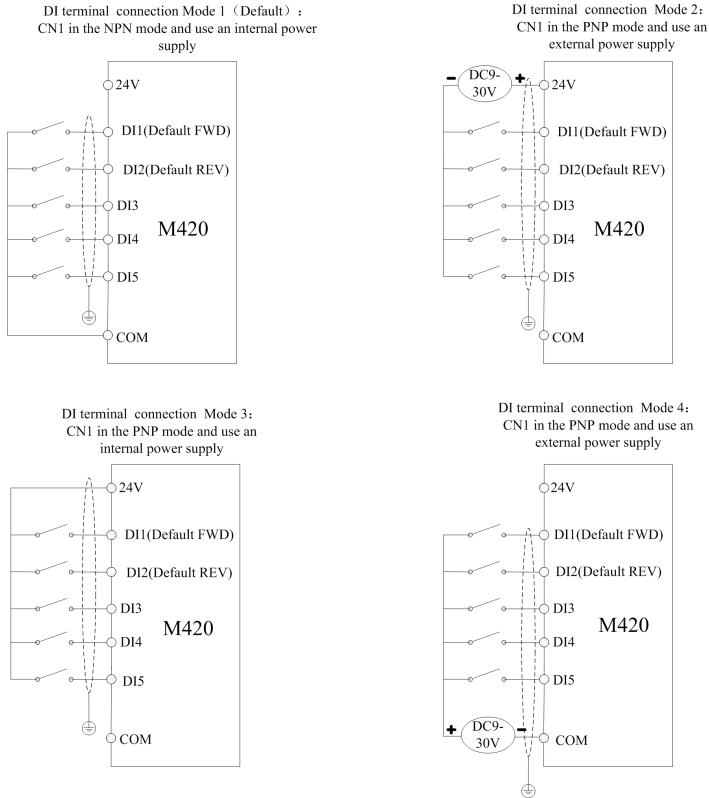 DI terminal connection Mode 1（Default）：
CN1 in the NPN mode and use an internal power
supply
24V
DI1(Default FWD)
DI2(Default REV)
DI3
M420
DI4
DI5
COM
DI terminal connection Mode 2：
CN1 in the PNP mode and use an
external power supply
- DC9- +
30V
24V
DI1(Default FWD)
DI2(Default REV)
DI3
M420
DI4
DI5
COM
DI terminal connection Mode 3：
CN1 in the PNP mode and use an
internal power supply
24V
DI1(Default FWD)
DI2(Default REV)
DI3
M420
DI4
DI5
COM
DI terminal connection Mode 4：
CN1 in the PNP mode and use an
external power supply
24V
DI1(Default FWD)
DI2(Default REV)
DI3
M420
DI4
DI5
+ DC9- -
30V
COM